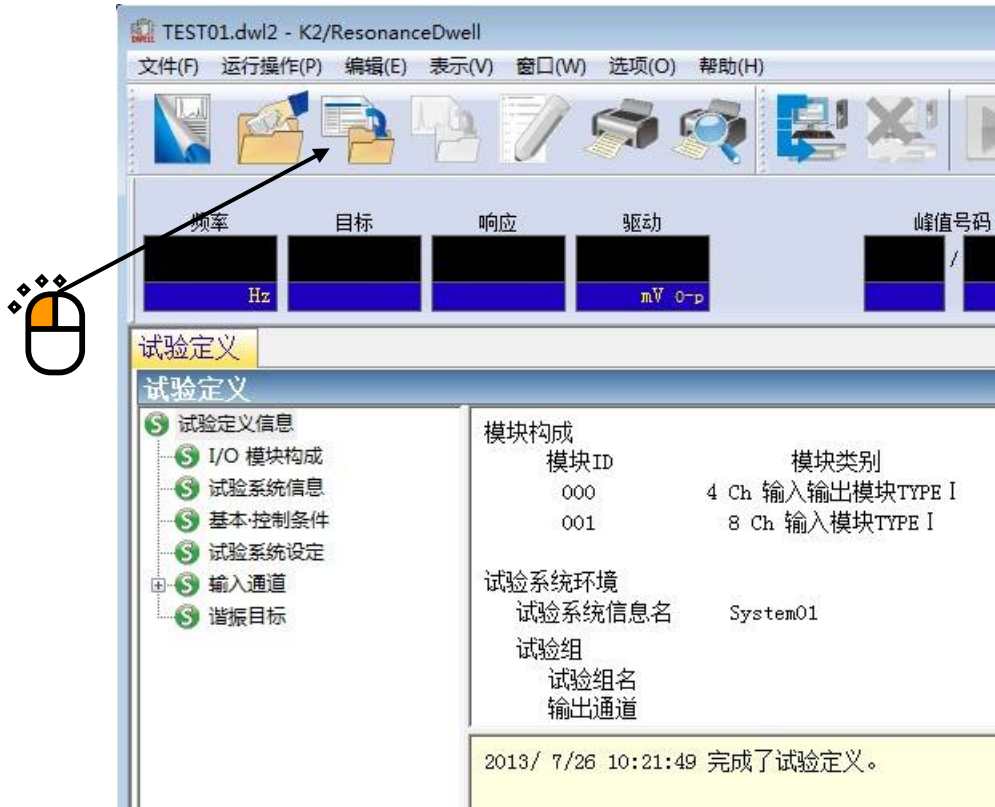 TEST01.dwl2 - K2/ResonanceDwell
文件(F) 运行操作(P) 编辑(E) 表示(V) 窗口(W) 选项(O) 帮助(H)
频率 目标 响应 驱动 峰值号码
/
Hz mV 0-p
试验定义
试验定义
试验定义信息
I/O 模块构成
试验系统信息
基本·控制条件
试验系统设定
输入通道
谐振目标
模块构成
模块ID 模块类别
000 4 Ch 输入输出模块TYPEⅠ
001 8 Ch 输入模块TYPEⅠ
试验系统环境
试验系统信息名 System01
试验组
试验组名
输出通道
2013/ 7/26 10:21:49 完成了试验定义。